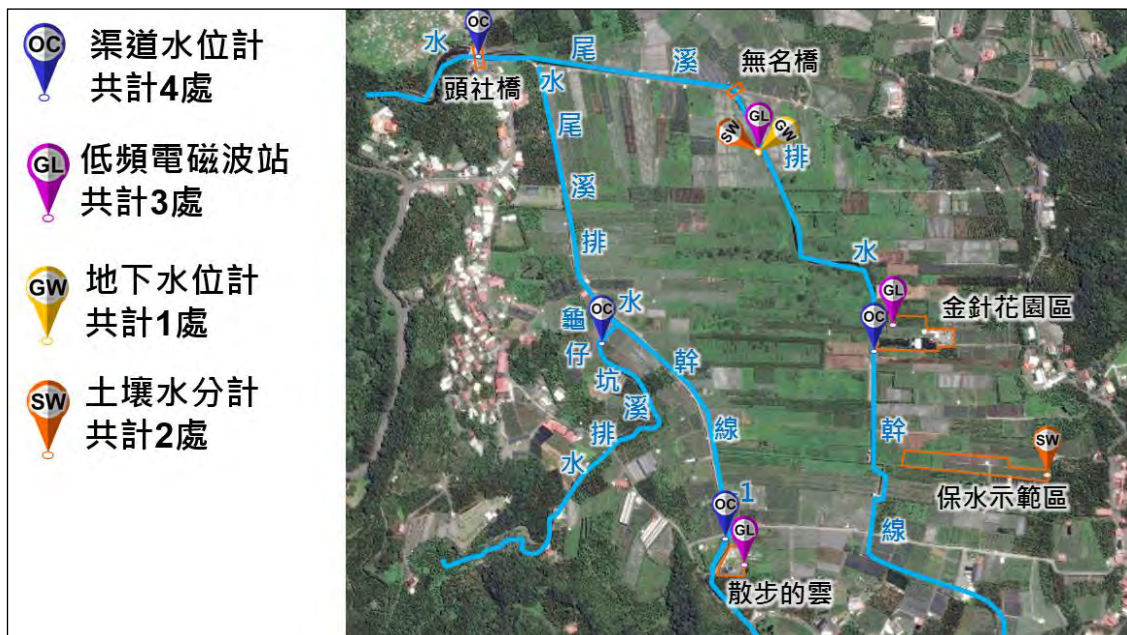 OC
渠道水位計
共計4處
GL
低頻電磁波站
共計3處
GW
地下水位計
共計1處
SW
土壤水分計
共計2處
OC
水尾溪排水幹線
頭社橋
無名橋
SW
GL
GW
水尾溪排水幹線-1
OC
龜仔坑溪排水
GL
OC
金針花園區
SW
保水示範區
OC
GL
散步的雲